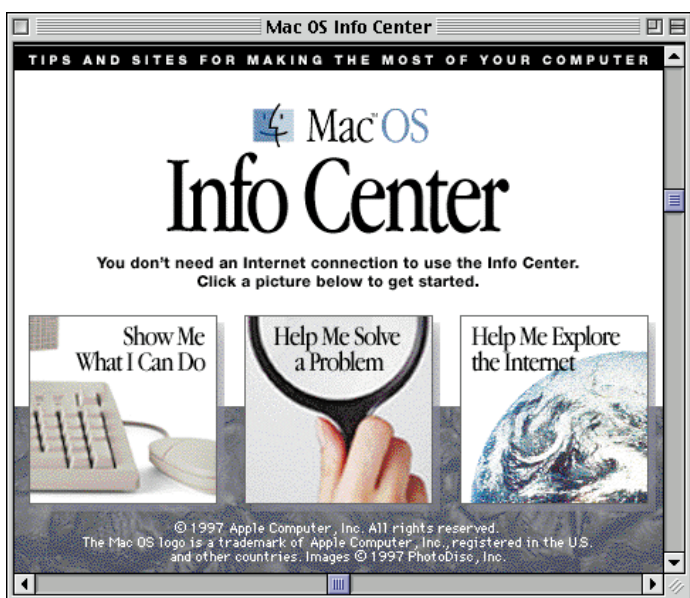 Mac OS Info Center
TIPS AND SITES FOR MAKING THE MOST OF YOUR COMPUTER
Mac™OS
Info Center
You don't need an Internet connection to use the Info Center.
Click a picture below to get started.
Show Me
What I Can Do
Help Me Solve
a Problem
Help Me Explore
the Internet
© 1997 Apple Computer, Inc. All rights reserved.
The Mac OS logo is a trademark of Apple Computer, Inc., registered in the U.S.
and other countries. Images © 1997 PhotoDisc, Inc.